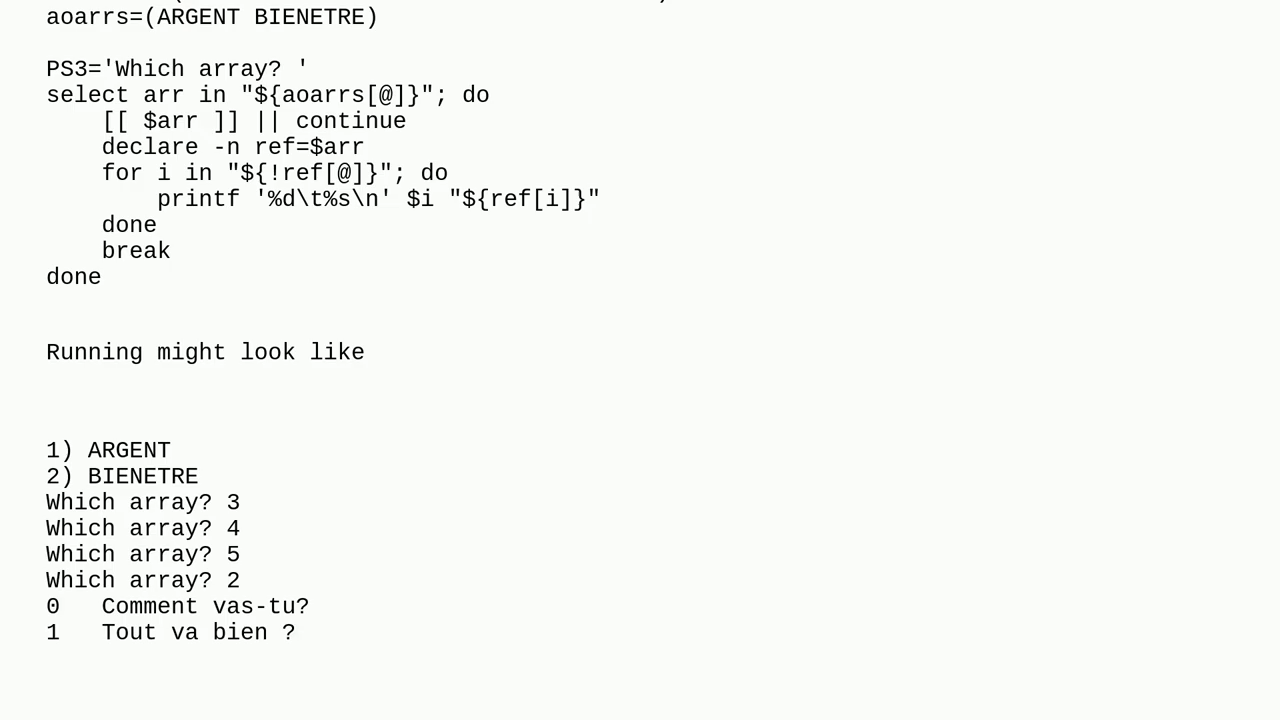 aoarrs=(ARGENT BIENETRE)
PS3='Which array? '
select arr in "${aoarrs[@]}"; do
    [[ $arr ]] || continue
    declare -n ref=$arr
    for i in "${!ref[@]}"; do
        printf '%d\t%s\n' $i "${ref[i]}"
    done
    break
done
Running might look like
1) ARGENT
2) BIENETRE
Which array? 3
Which array? 4
Which array? 5
Which array? 2
0   Comment vas-tu?
1   Tout va bien ?